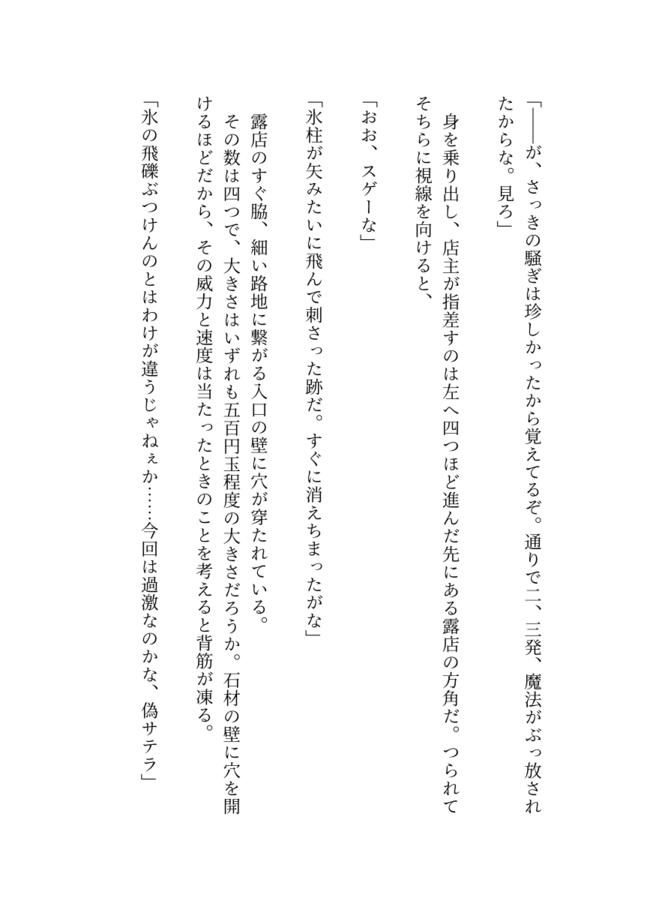 「――が、さっきの騒ぎは珍しかったから覚えてるぞ。通りで二、三発、魔法がぶっ放され
たからな。見ろ」
身を乗り出し、店主が指差すのは左へ四つほど進んだ先にある露店の方角だ。つられて
そちらに視線を向けると、
「おお、スゲーな」
「氷柱が矢みたいに飛んで刺さった跡だ。すぐに消えちまったがな」
露店のすぐ脇、細い路地に繋がる入口の壁に穴が穿たれている。
その数は四つで、大きさはいずれも五百円玉程度の大きさだろうか。石材の壁に穴を開
けるほどだから、その威力と速度は当たったときのことを考えると背筋が凍る。
「氷の飛礫ぶつけんのとはわけが違うじゃねぇか……今回は過激なのかな、偽サテラ」